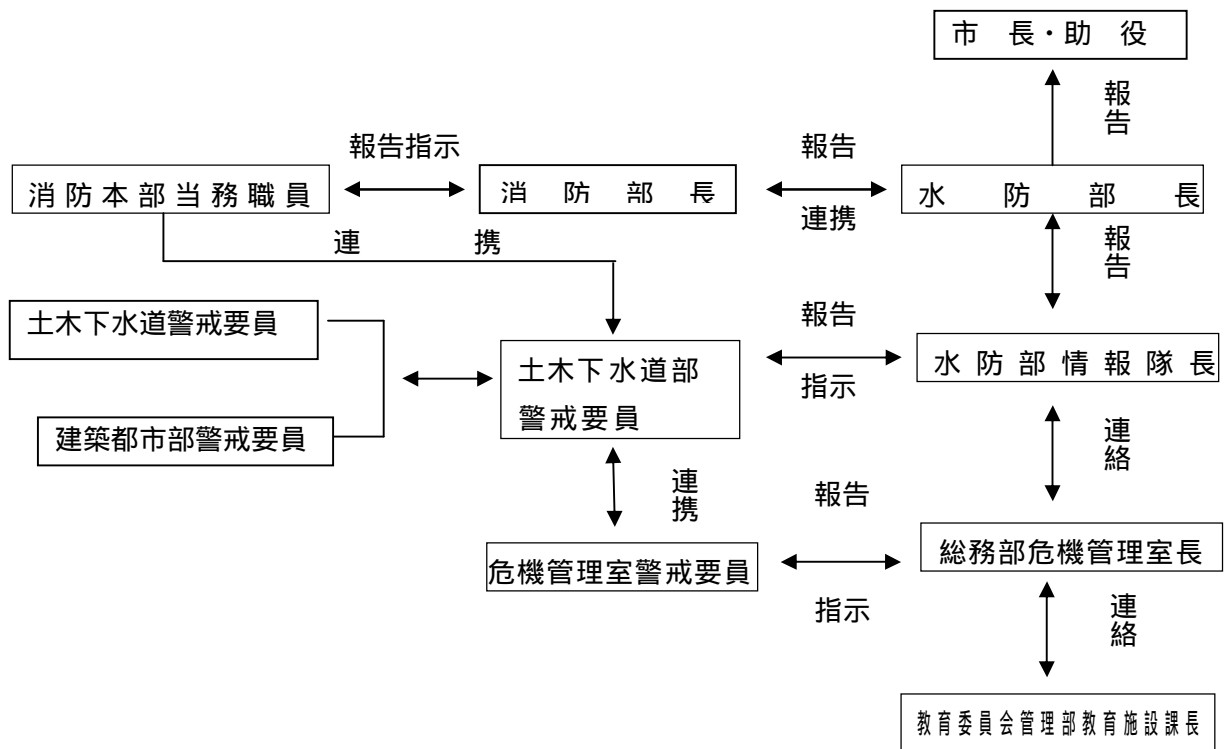 市　長・助　役
報告
報告指示
報告
消防本部当務職員
消　防　部　長
水　防　部　長
連携
連　携
報告
土木下水道警戒要員
報告
土木下水道部
警戒要員
水防部情報隊長
指示
建築都市部警戒要員
連絡
連携
報告
危機管理室警戒要員
総務部危機管理室長
指示
連絡
教育委員会管理部教育施設課長